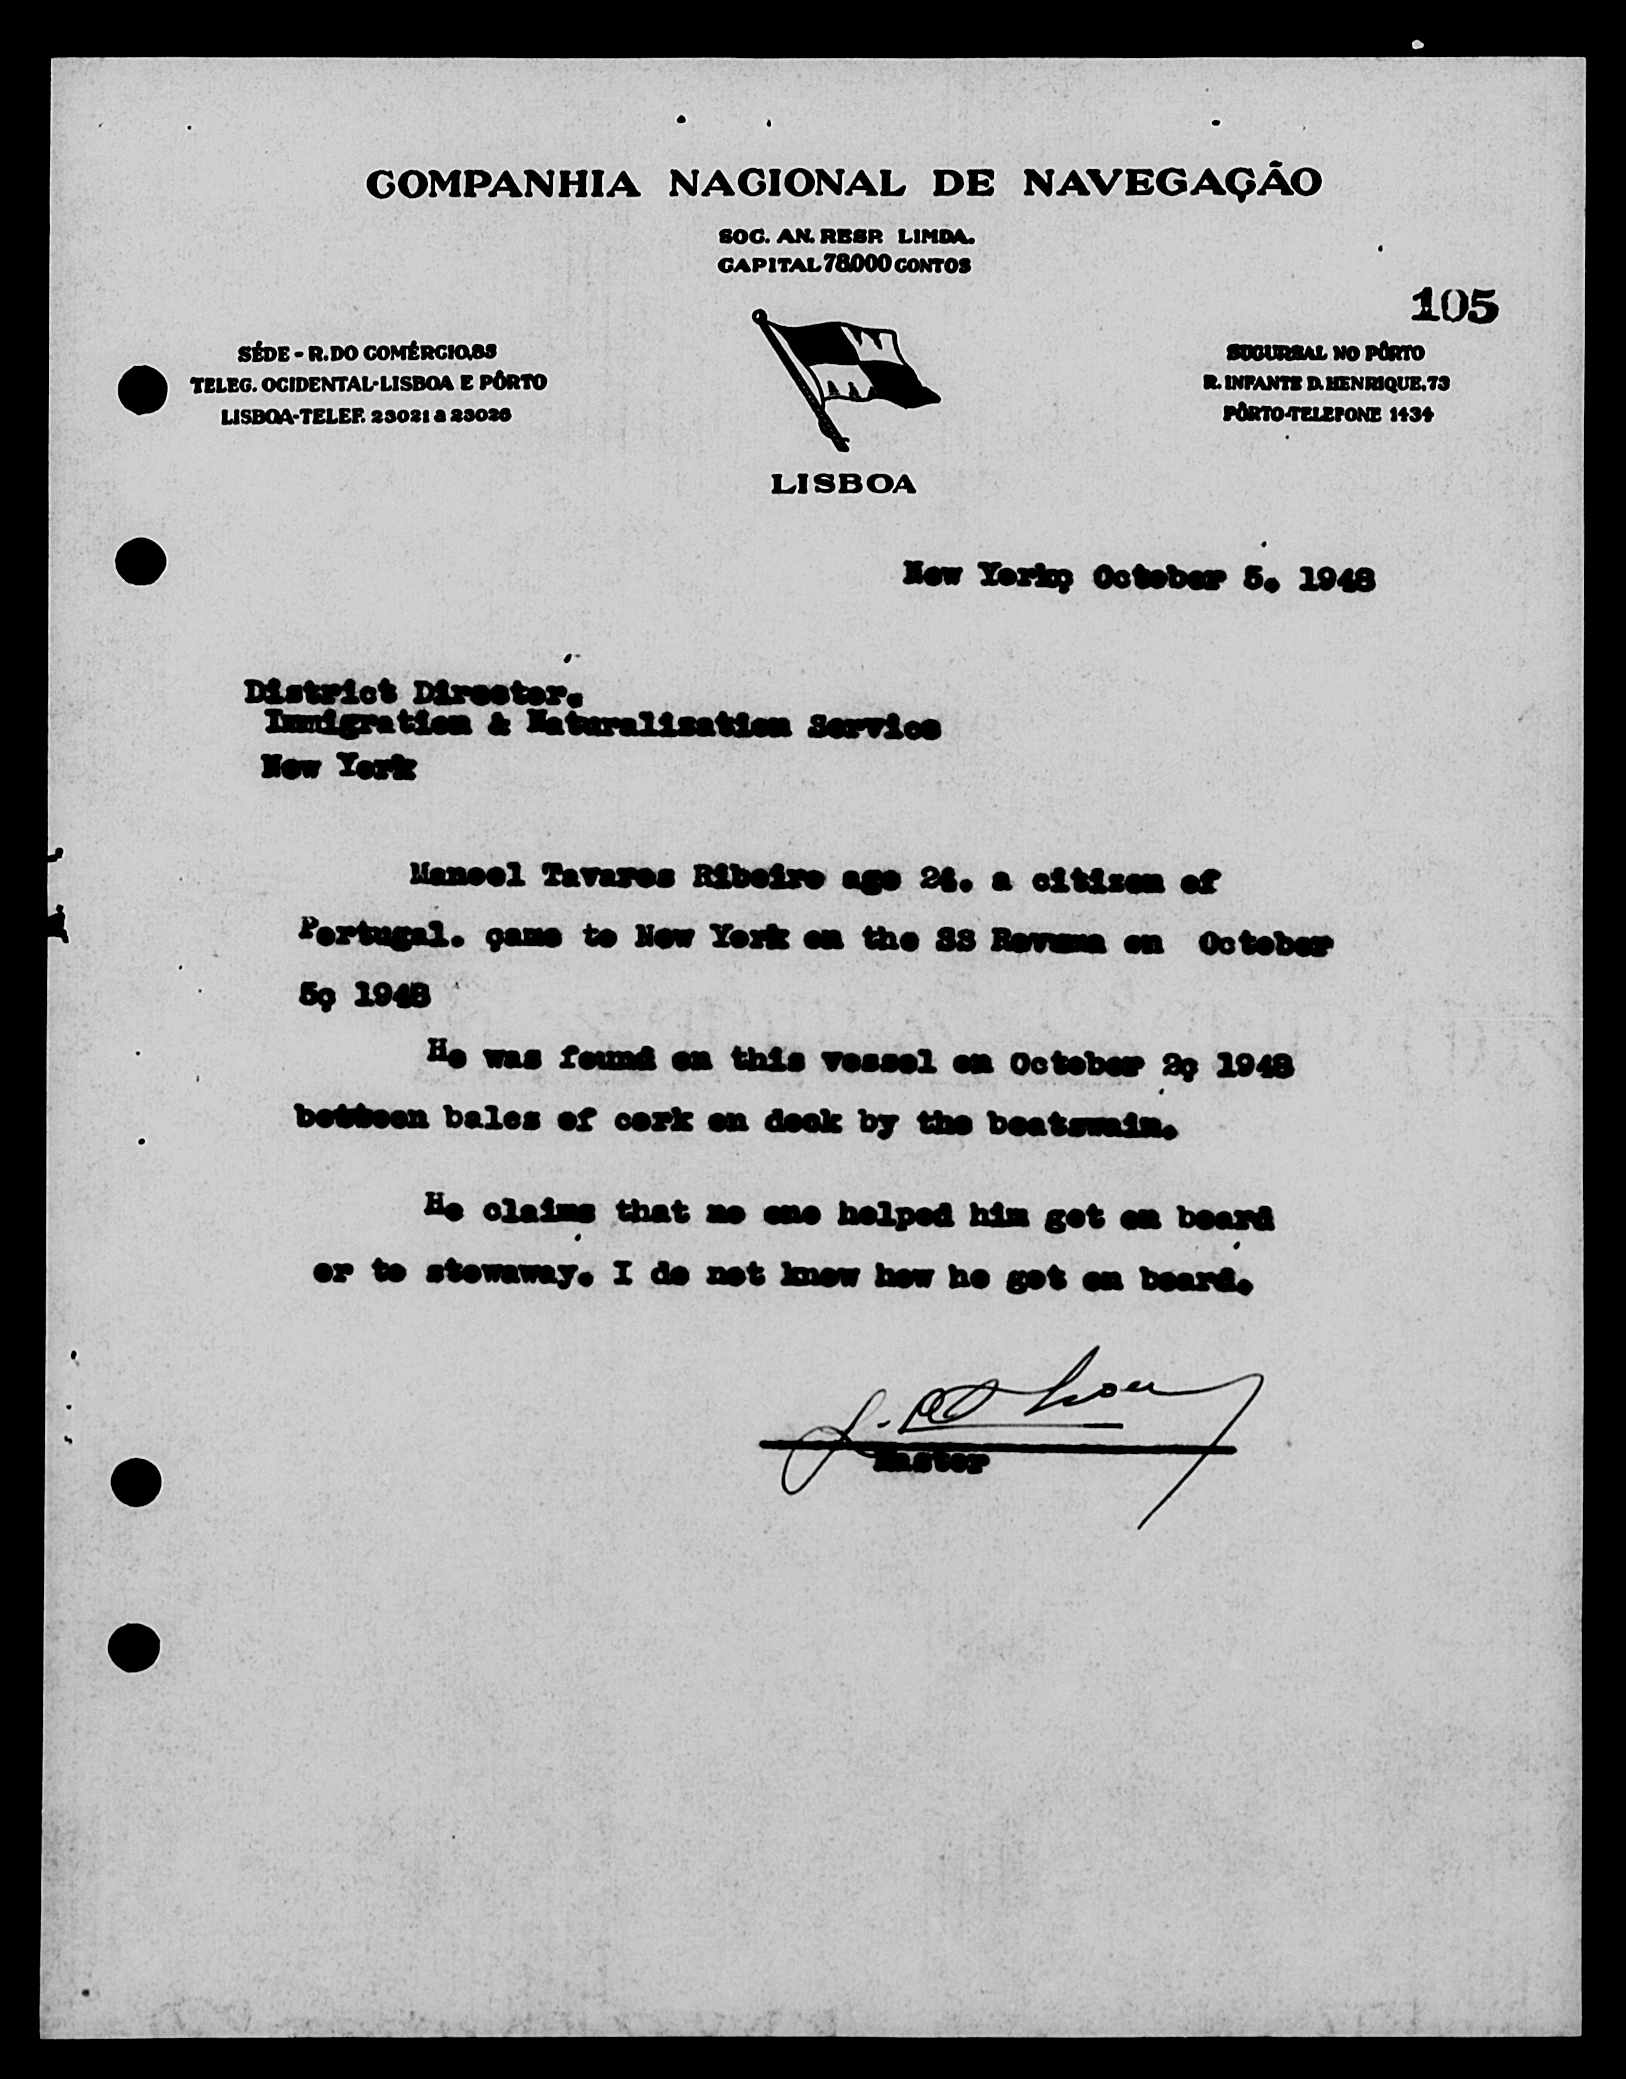 COMPANHIA NACIONAL DE NAVEGAÇÃO
SOC. AN. RESP. LIMDA.
CAPITAL 78.000 CONTOS
105
SÉDE - R. DO COMÉRCIO, 85
TELEG. OCIDENTAL-LISBOA E PÔRTO
LISBOA-TELEF. 23021 a 23026
SUCURSAL NO PÔRTO
R. INFANTE D. HENRIQUE, 73
PÔRTO-TELEFONE 1434
LISBOA
New Yorkç October 5. 1948
District Director.
Immigration & Naturalization Service
New York
Manoel Tavares Ribeiro age 24. a citizen of
Portugal. çame to New York on the SS Rovuma on October
5ç 1948
He was found on this vessel on October 2ç 1948
between bales of cork on deck by the boatswain.
He claims that no one helped him get on board
or to stowaway. I do not know how he got on board.
Master